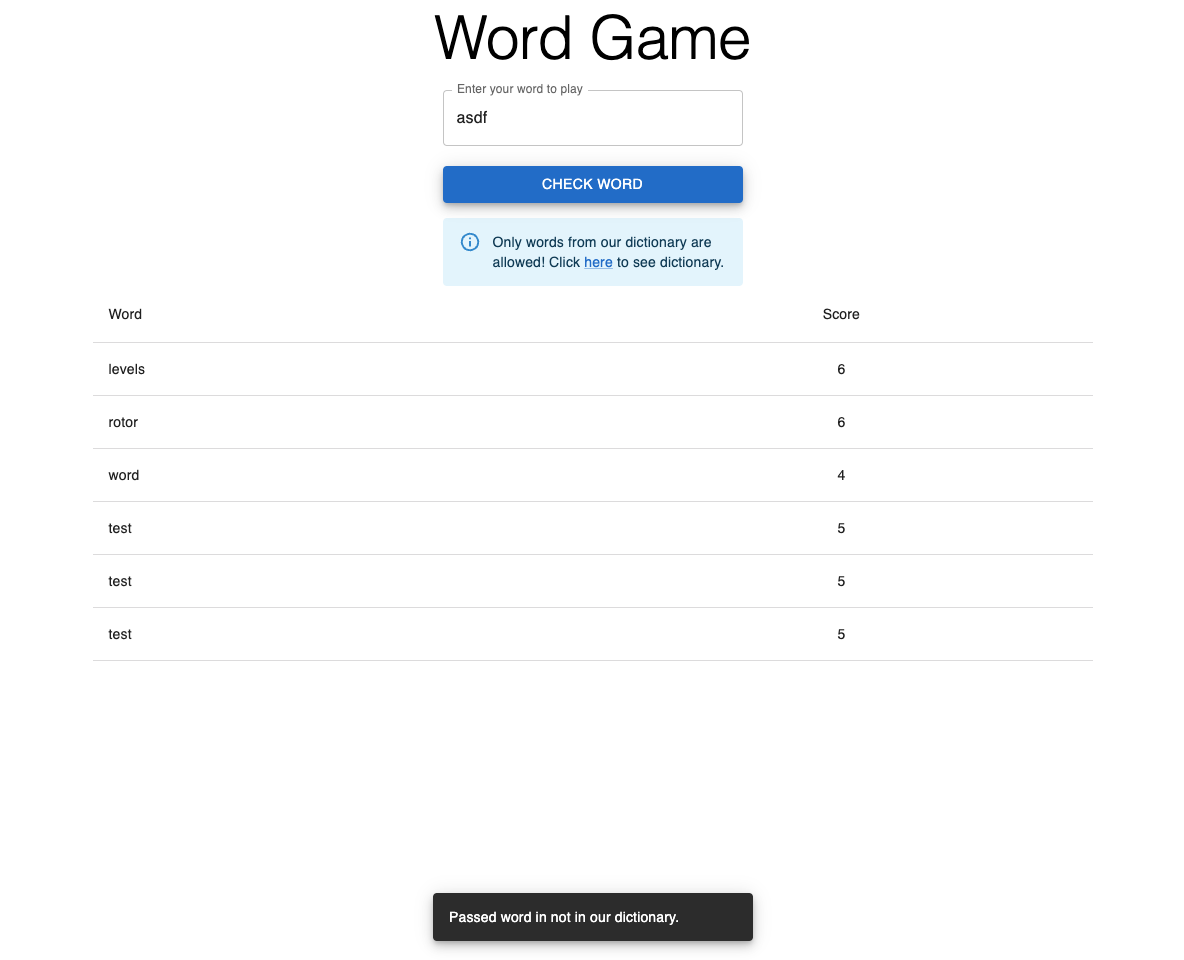 Word Game
Enter your word to play
asdf
CHECK WORD
Only words from our dictionary are
allowed! Click here to see dictionary.
Word Score
levels 6
rotor 6
word 4
test 5
test 5
test 5
Passed word in not in our dictionary.